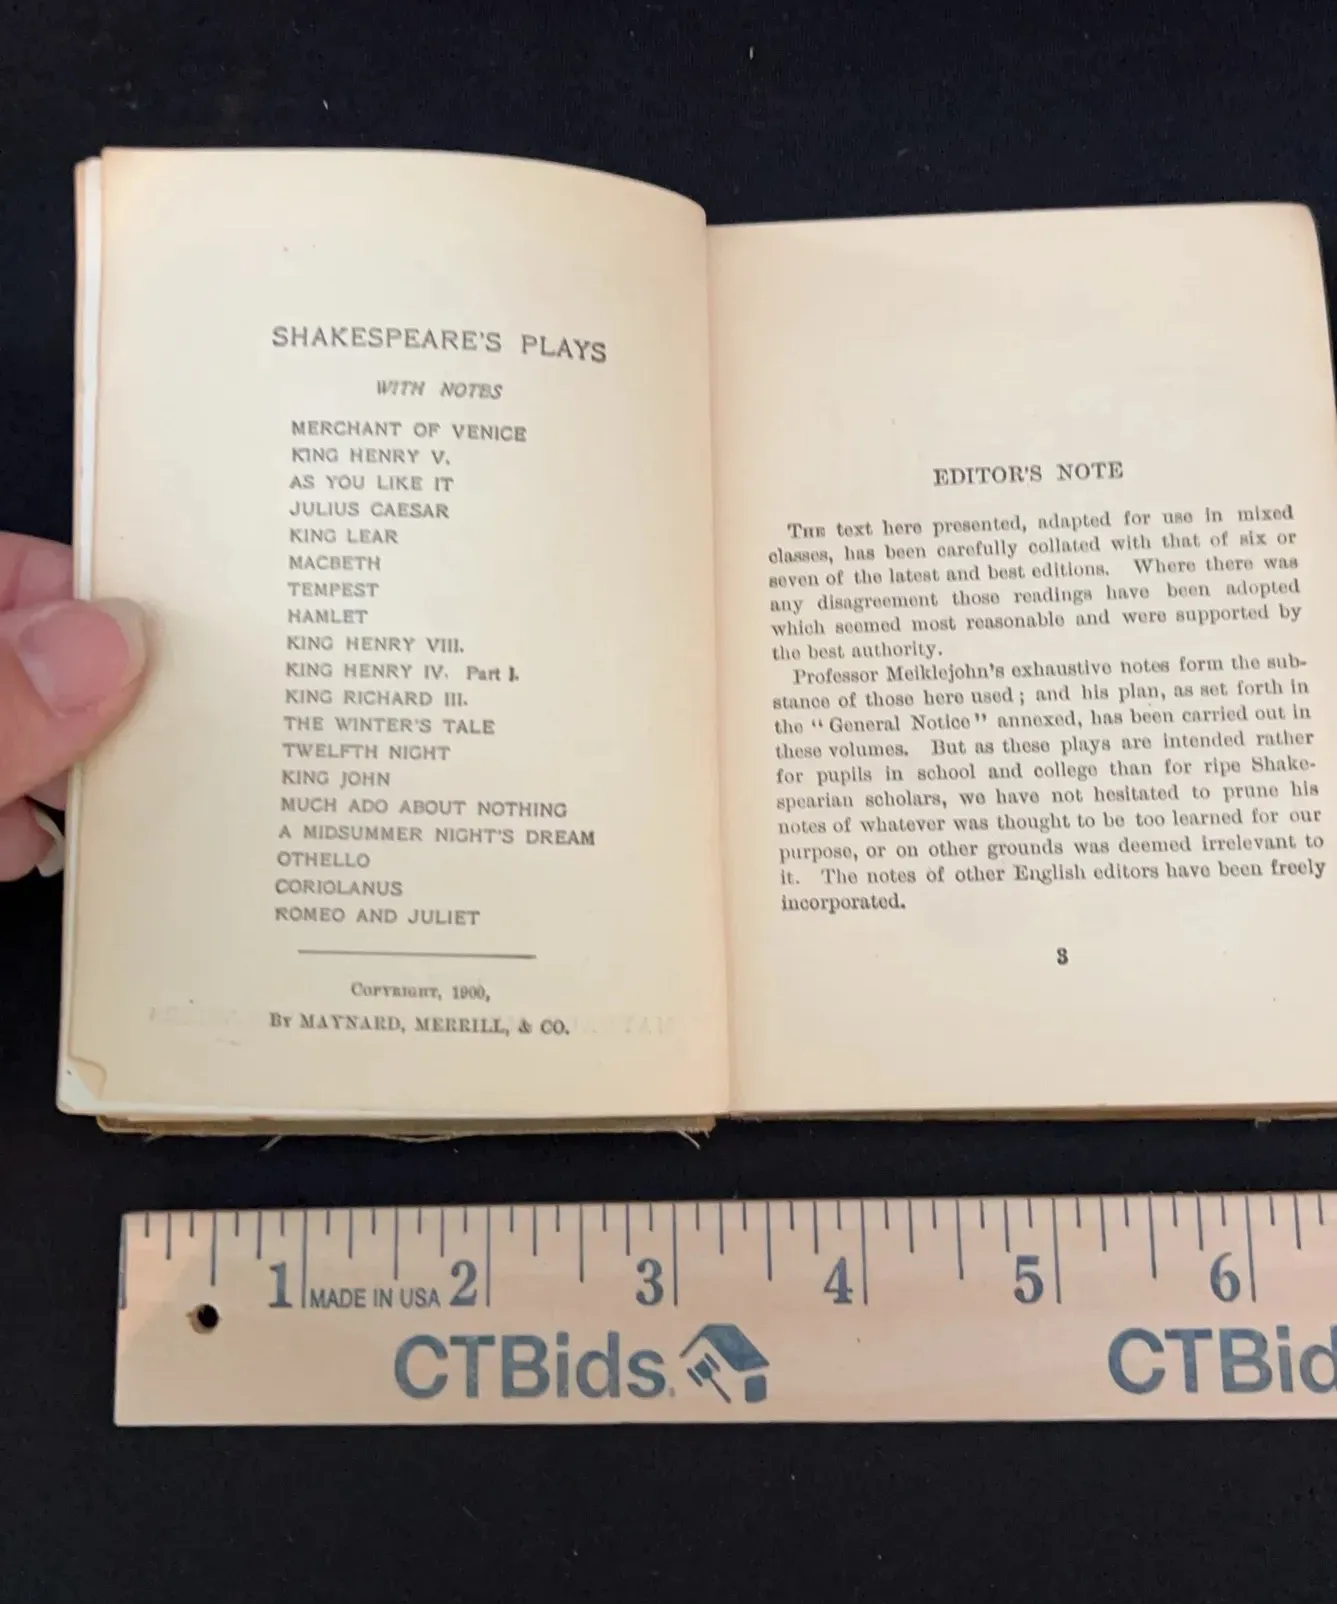 SHAKESPEARE'S PLAYS
WITH NOTES
MERCHANT OF VENICE
KING HENRY V.
AS YOU LIKE IT
JULIUS CAESAR
KING LEAR
MACBETH
TEMPEST
HAMLET
KING HENRY VIII.
KING HENRY IV. Part I.
KING RICHARD III.
THE WINTER'S TALE
TWELFTH NIGHT
KING JOHN
MUCH ADO ABOUT NOTHING
A MIDSUMMER NIGHT'S DREAM
OTHELLO
CORIOLANUS
ROMEO AND JULIET
COPYRIGHT, 1900,
BY MAYNARD, MERRILL, & CO.
EDITOR'S NOTE
THE text here presented, adapted for use in mixed
classes, has been carefully collated with that of six or
seven of the latest and best editions. Where there was
any disagreement those readings have been adopted
which seemed most reasonable and were supported by
the best authority.
Professor Meiklejohn's exhaustive notes form the sub-
stance of those here used; and his plan, as set forth in
the "General Notice" annexed, has been carried out in
these volumes. But as these plays are intended rather
for pupils in school and college than for ripe Shake-
spearian scholars, we have not hesitated to prune his
notes of whatever was thought to be too learned for our
purpose, or on other grounds was deemed irrelevant to
it. The notes of other English editors have been freely
incorporated.
3
1 MADE IN USA 2 3 4 5 6
CTBids. CTBid